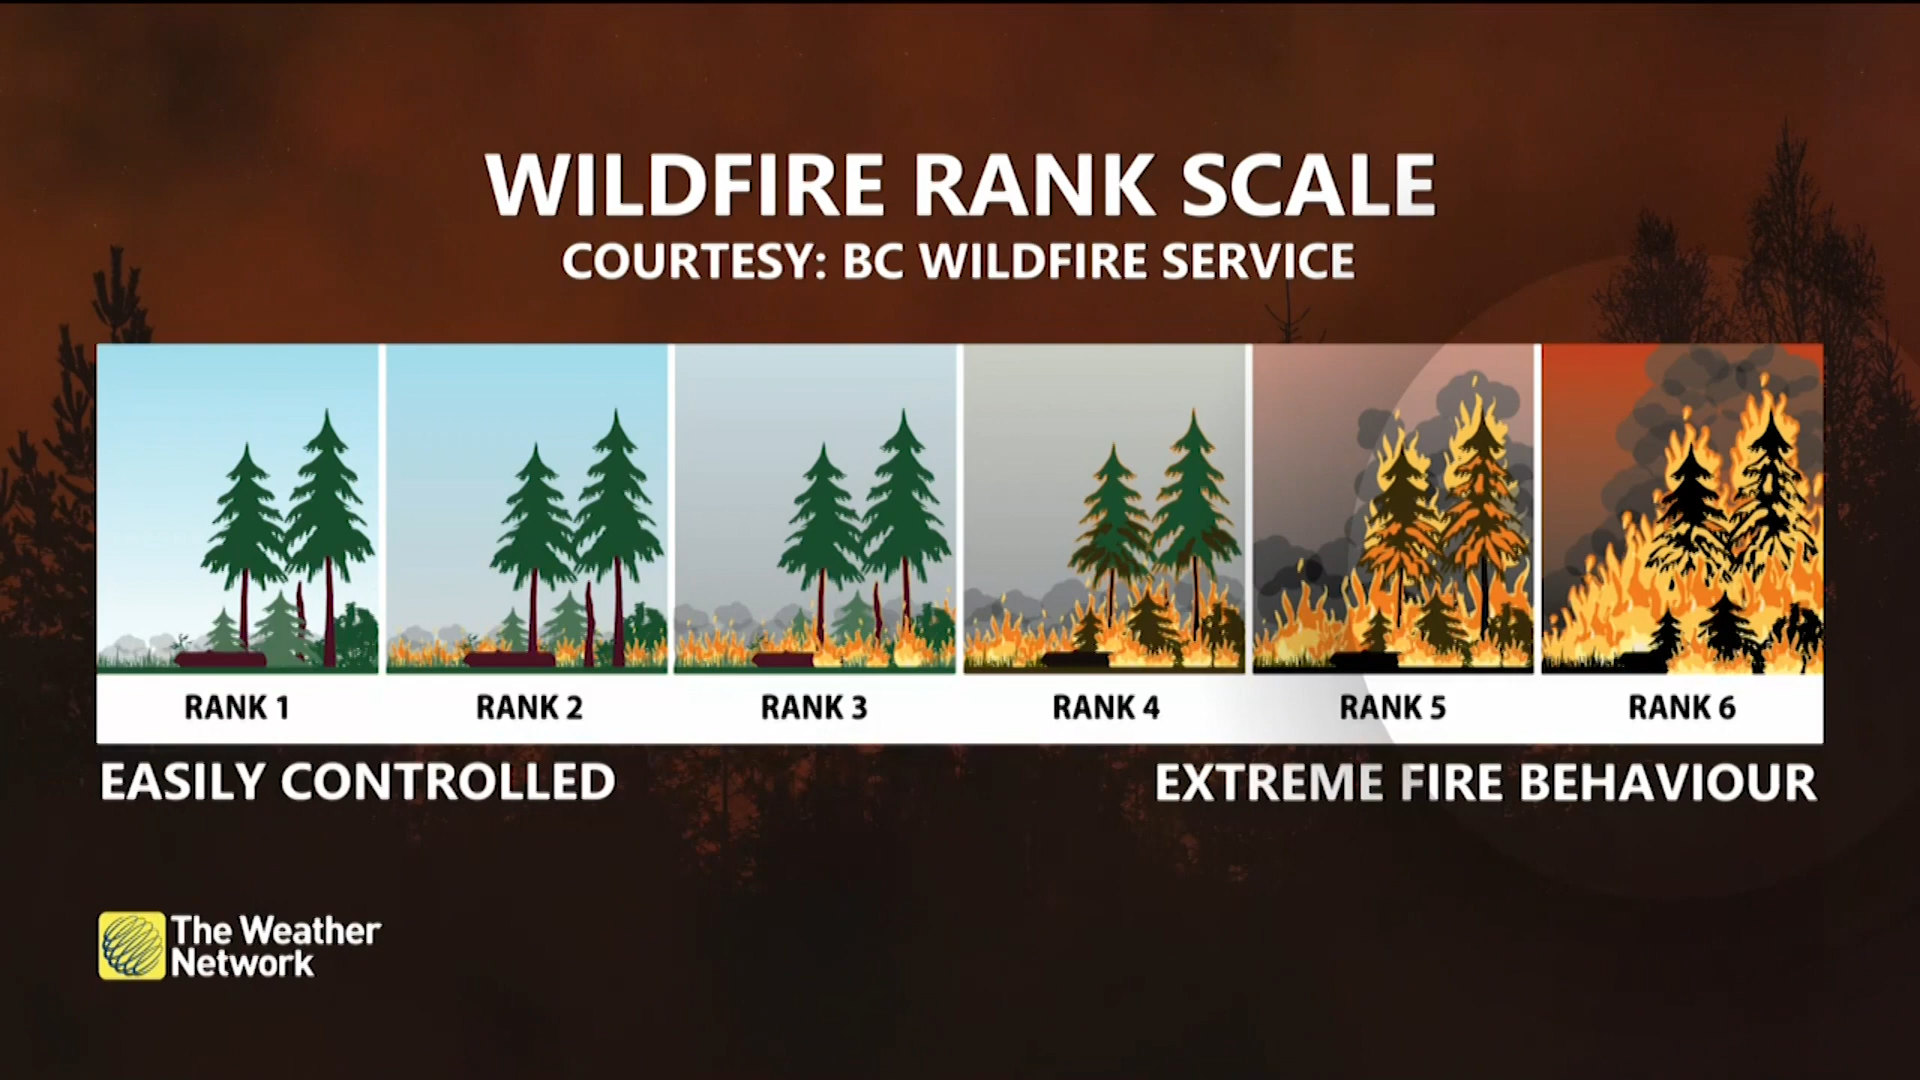 WILDFIRE RANK SCALE
COURTESY: BC WILDFIRE SERVICE
RANK 1
RANK 2
RANK 3
RANK 4
RANK 5
RANK 6
EASILY CONTROLLED
EXTREME FIRE BEHAVIOUR
The Weather
Network